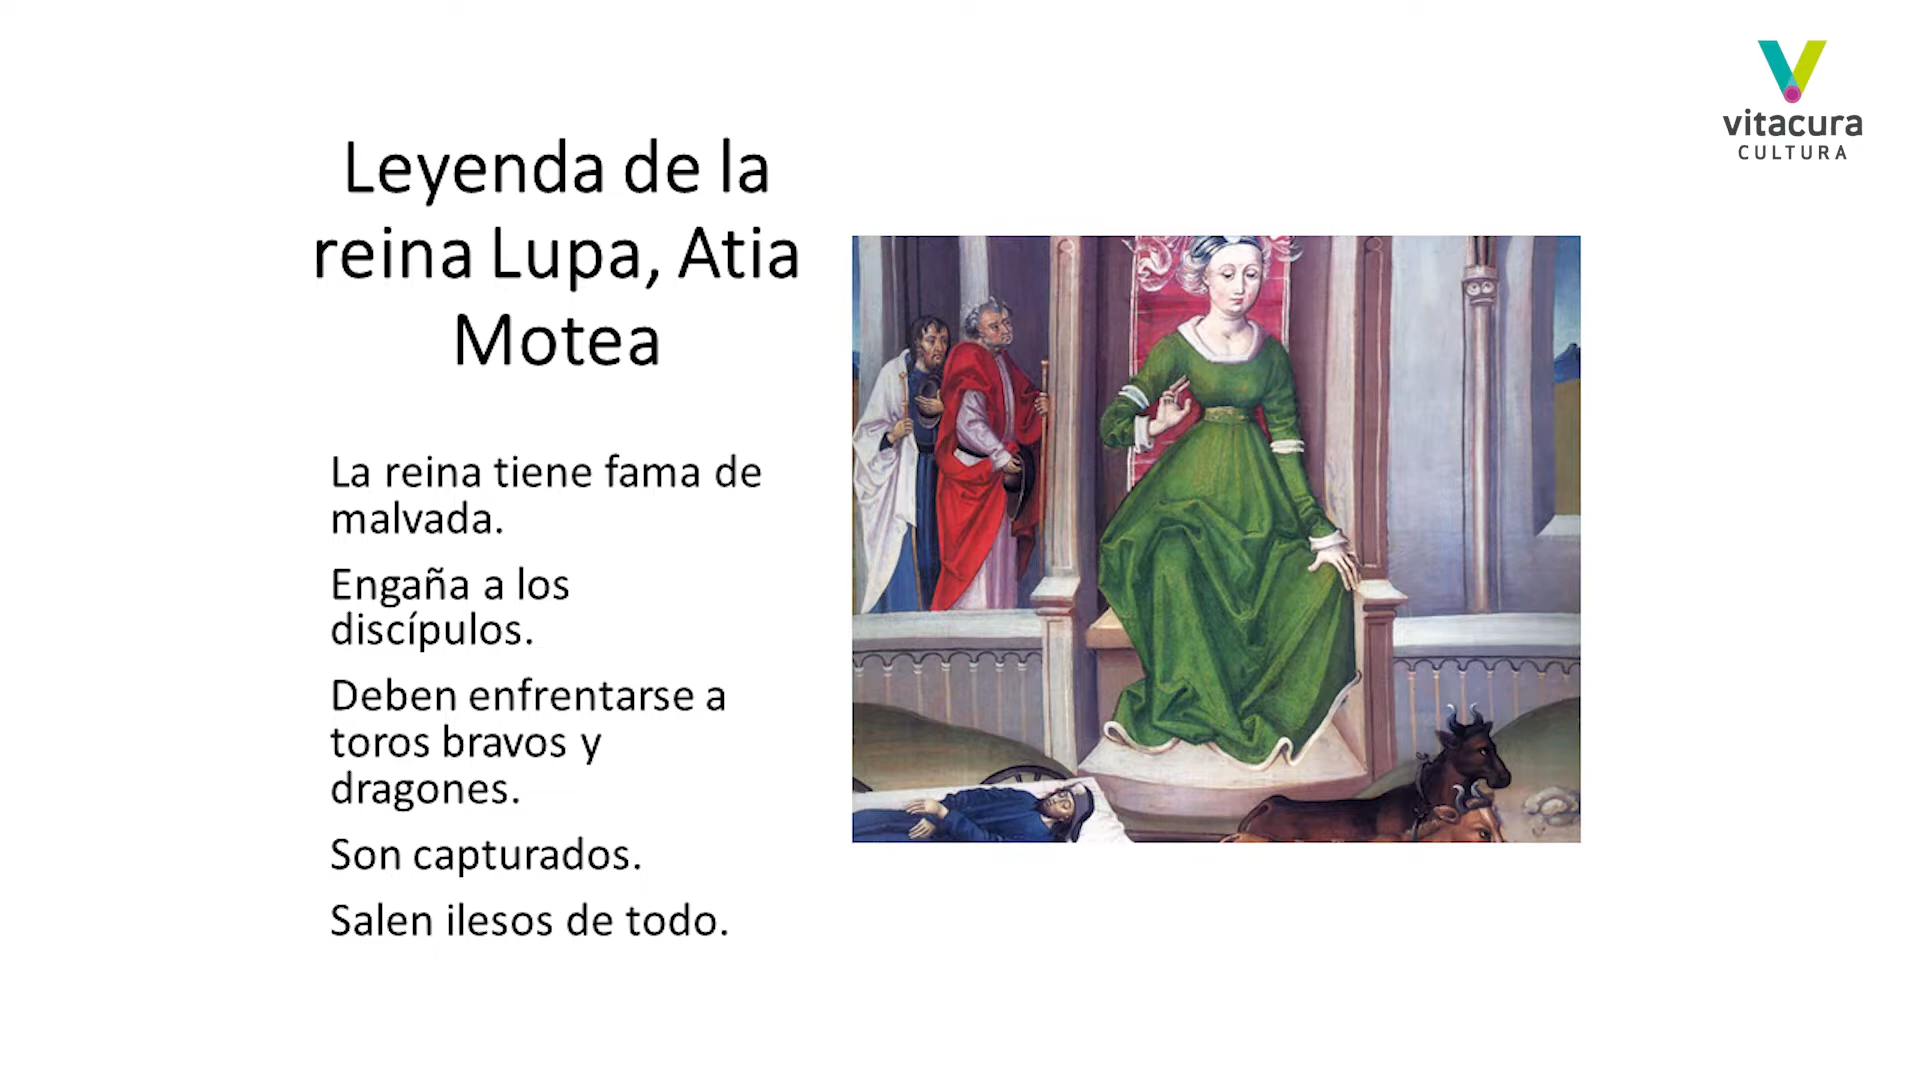 vitacura
CULTURA
Leyenda de la
reina Lupa, Atia
Motea
La reina tiene fama de
malvada.
Engaña a los
discípulos.
Deben enfrentarse a
toros bravos y
dragones.
Son capturados.
Salen ilesos de todo.